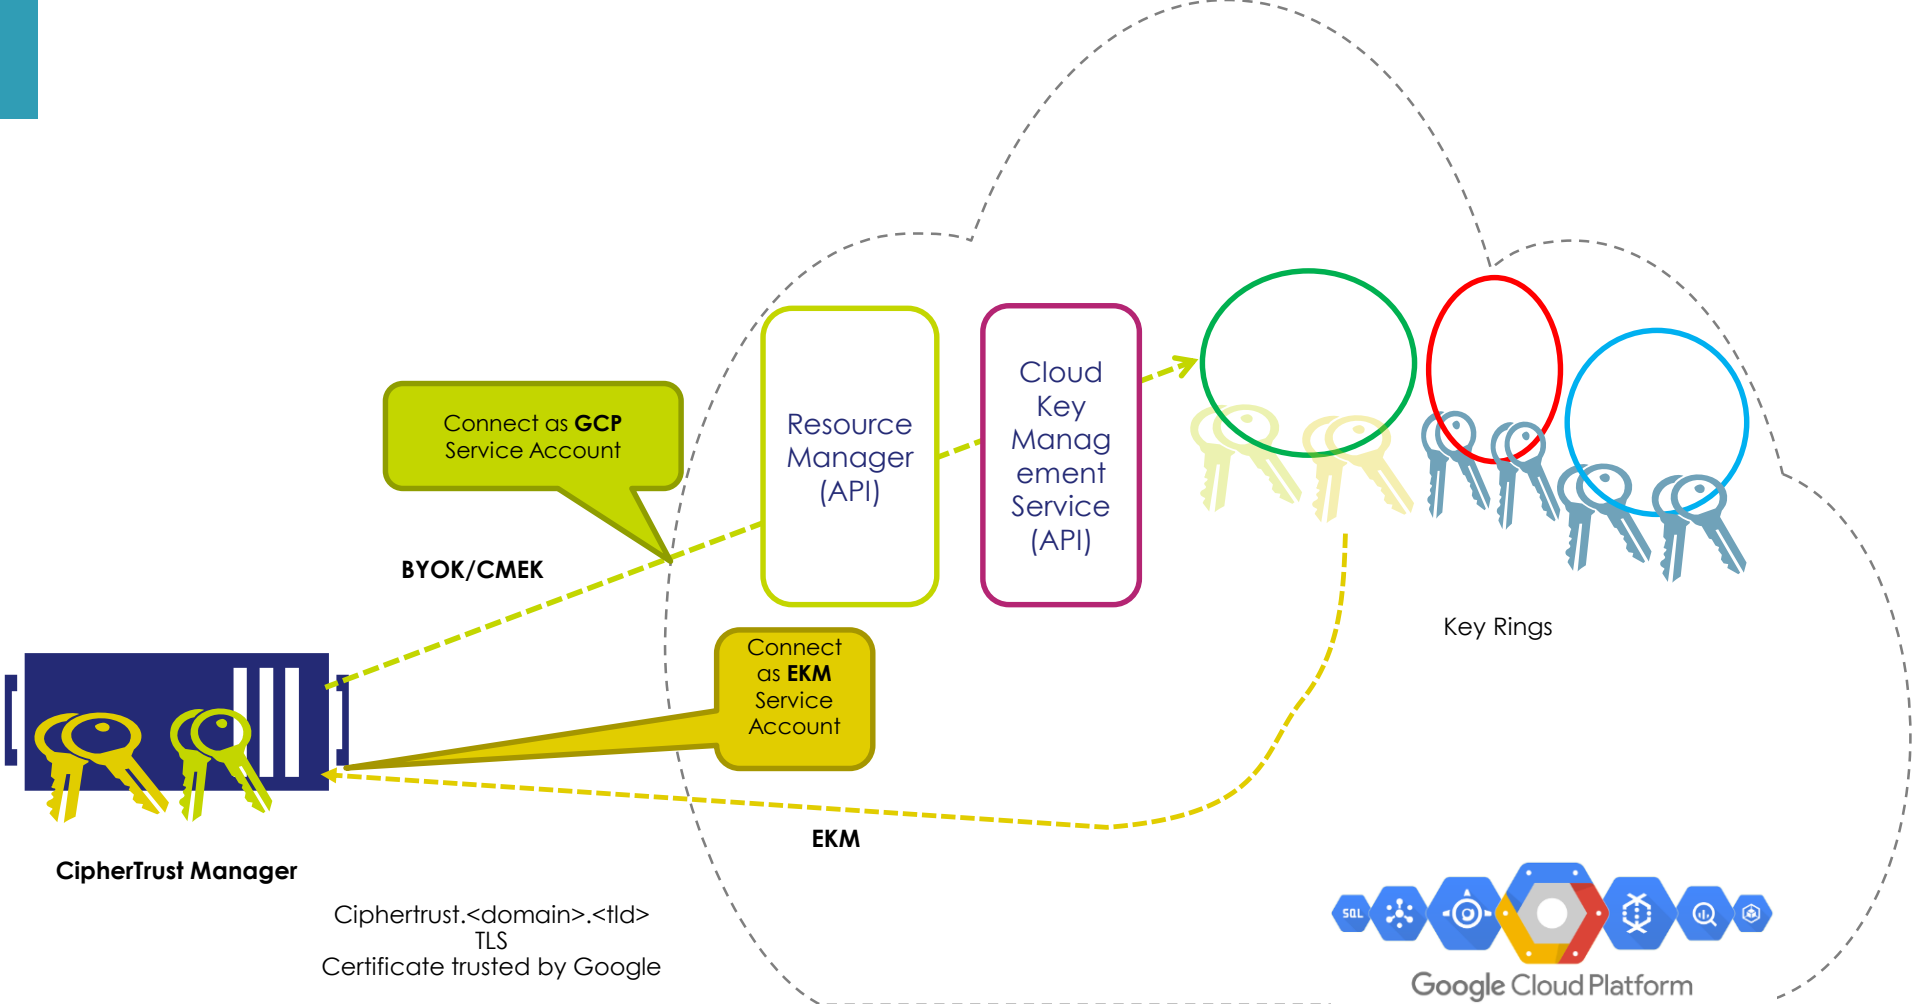 Connect as GCP
Service Account
BYOK/CMEK
Resource
Manager
(API)
Cloud
Key
Manag
ement
Service
(API)
Key Rings
Connect
as EKM
Service
Account
EKM
CipherTrust Manager
Ciphertrust.<domain>.<tld>
TLS
Certificate trusted by Google
SQL
Google Cloud Platform